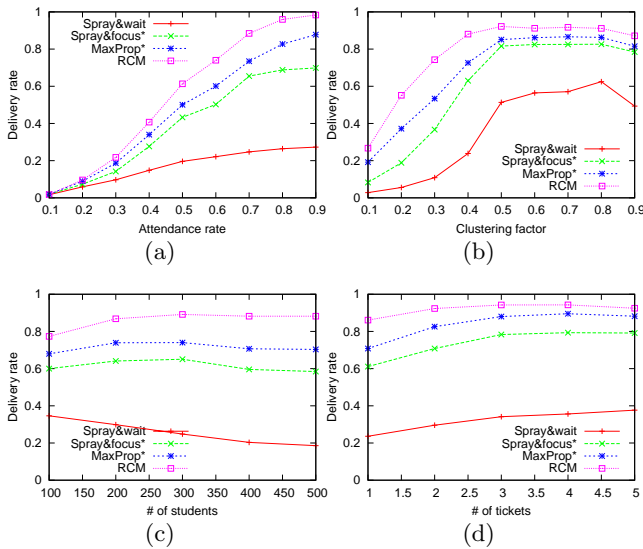 Delivery rate
1
0.8
0.6
0.4
0.2
0
Spray&wait
Spray&focus*
MaxProp*
RCM
0.1 0.2 0.3 0.4 0.5 0.6 0.7 0.8 0.9
Attendance rate
(a)
Delivery rate
1
0.8
0.6
0.4
0.2
0
Spray&wait
Spray&focus*
MaxProp*
RCM
0.1 0.2 0.3 0.4 0.5 0.6 0.7 0.8 0.9
Clustering factor
(b)
Delivery rate
1
0.8
0.6
0.4
0.2
0
Spray&wait
Spray&focus*
MaxProp*
RCM
100 150 200 250 300 350 400 450 500
# of students
(c)
Delivery rate
1
0.8
0.6
0.4
0.2
0
Spray&wait
Spray&focus*
MaxProp*
RCM
1 1.5 2 2.5 3 3.5 4 4.5 5
# of tickets
(d)